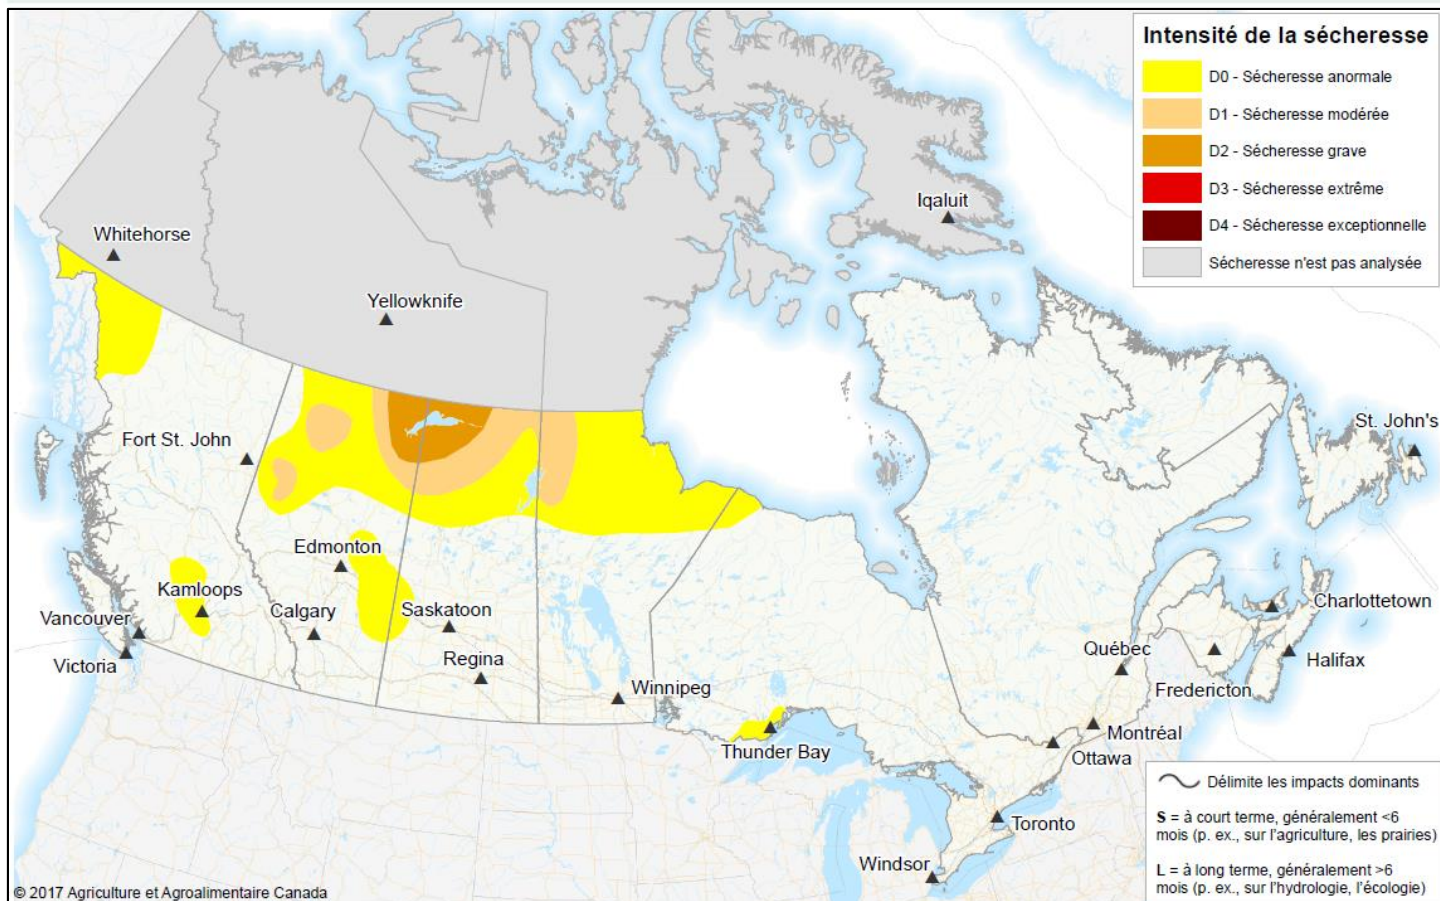 Intensité de la sécheresse
D0 - Sécheresse anormale
D1 - Sécheresse modérée
D2 - Sécheresse grave
D3 - Sécheresse extrême
D4 - Sécheresse exceptionnelle
Sécheresse n'est pas analysée
Iqaluit
Whitehorse
Yellowknife
St. John's
Fort St. John
Edmonton
Kamloops
Calgary
Saskatoon
Vancouver
Charlottetown
Victoria
Regina
Québec
Halifax
Winnipeg
Fredericton
Thunder Bay
Montréal
Ottawa
Toronto
Windsor
Délimite les impacts dominants
S = à court terme, généralement <6
mois (p. ex., sur l'agriculture, les prairies)
L = à long terme, généralement >6
mois (p. ex., sur l'hydrologie, l'écologie)
© 2017 Agriculture et Agroalimentaire Canada